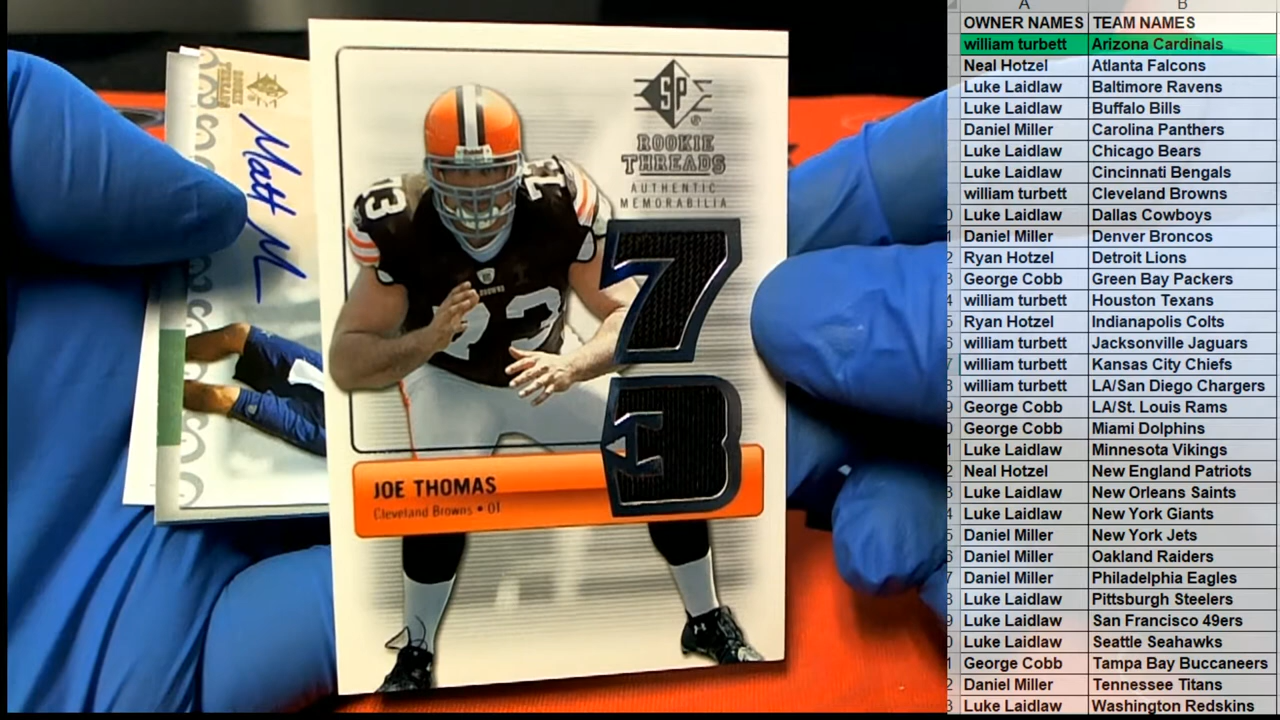 SP
ROOKIE
THREADS
AUTHENTIC
MEMORABILIA
73
JOE THOMAS
Cleveland Browns • OT
73
BROWNS
SP
ROOKIE
THREADS
Matt
A B
OWNER NAMES TEAM NAMES
william turbett Arizona Cardinals
Neal Hotzel Atlanta Falcons
Luke Laidlaw Baltimore Ravens
Luke Laidlaw Buffalo Bills
Daniel Miller Carolina Panthers
Luke Laidlaw Chicago Bears
Luke Laidlaw Cincinnati Bengals
william turbett Cleveland Browns
Luke Laidlaw Dallas Cowboys
Daniel Miller Denver Broncos
Ryan Hotzel Detroit Lions
George Cobb Green Bay Packers
william turbett Houston Texans
Ryan Hotzel Indianapolis Colts
william turbett Jacksonville Jaguars
william turbett Kansas City Chiefs
william turbett LA/San Diego Chargers
George Cobb LA/St. Louis Rams
George Cobb Miami Dolphins
Luke Laidlaw Minnesota Vikings
Neal Hotzel New England Patriots
Luke Laidlaw New Orleans Saints
Luke Laidlaw New York Giants
Daniel Miller New York Jets
Daniel Miller Oakland Raiders
Daniel Miller Philadelphia Eagles
Luke Laidlaw Pittsburgh Steelers
Luke Laidlaw San Francisco 49ers
Luke Laidlaw Seattle Seahawks
George Cobb Tampa Bay Buccaneers
Daniel Miller Tennessee Titans
Luke Laidlaw Washington Redskins